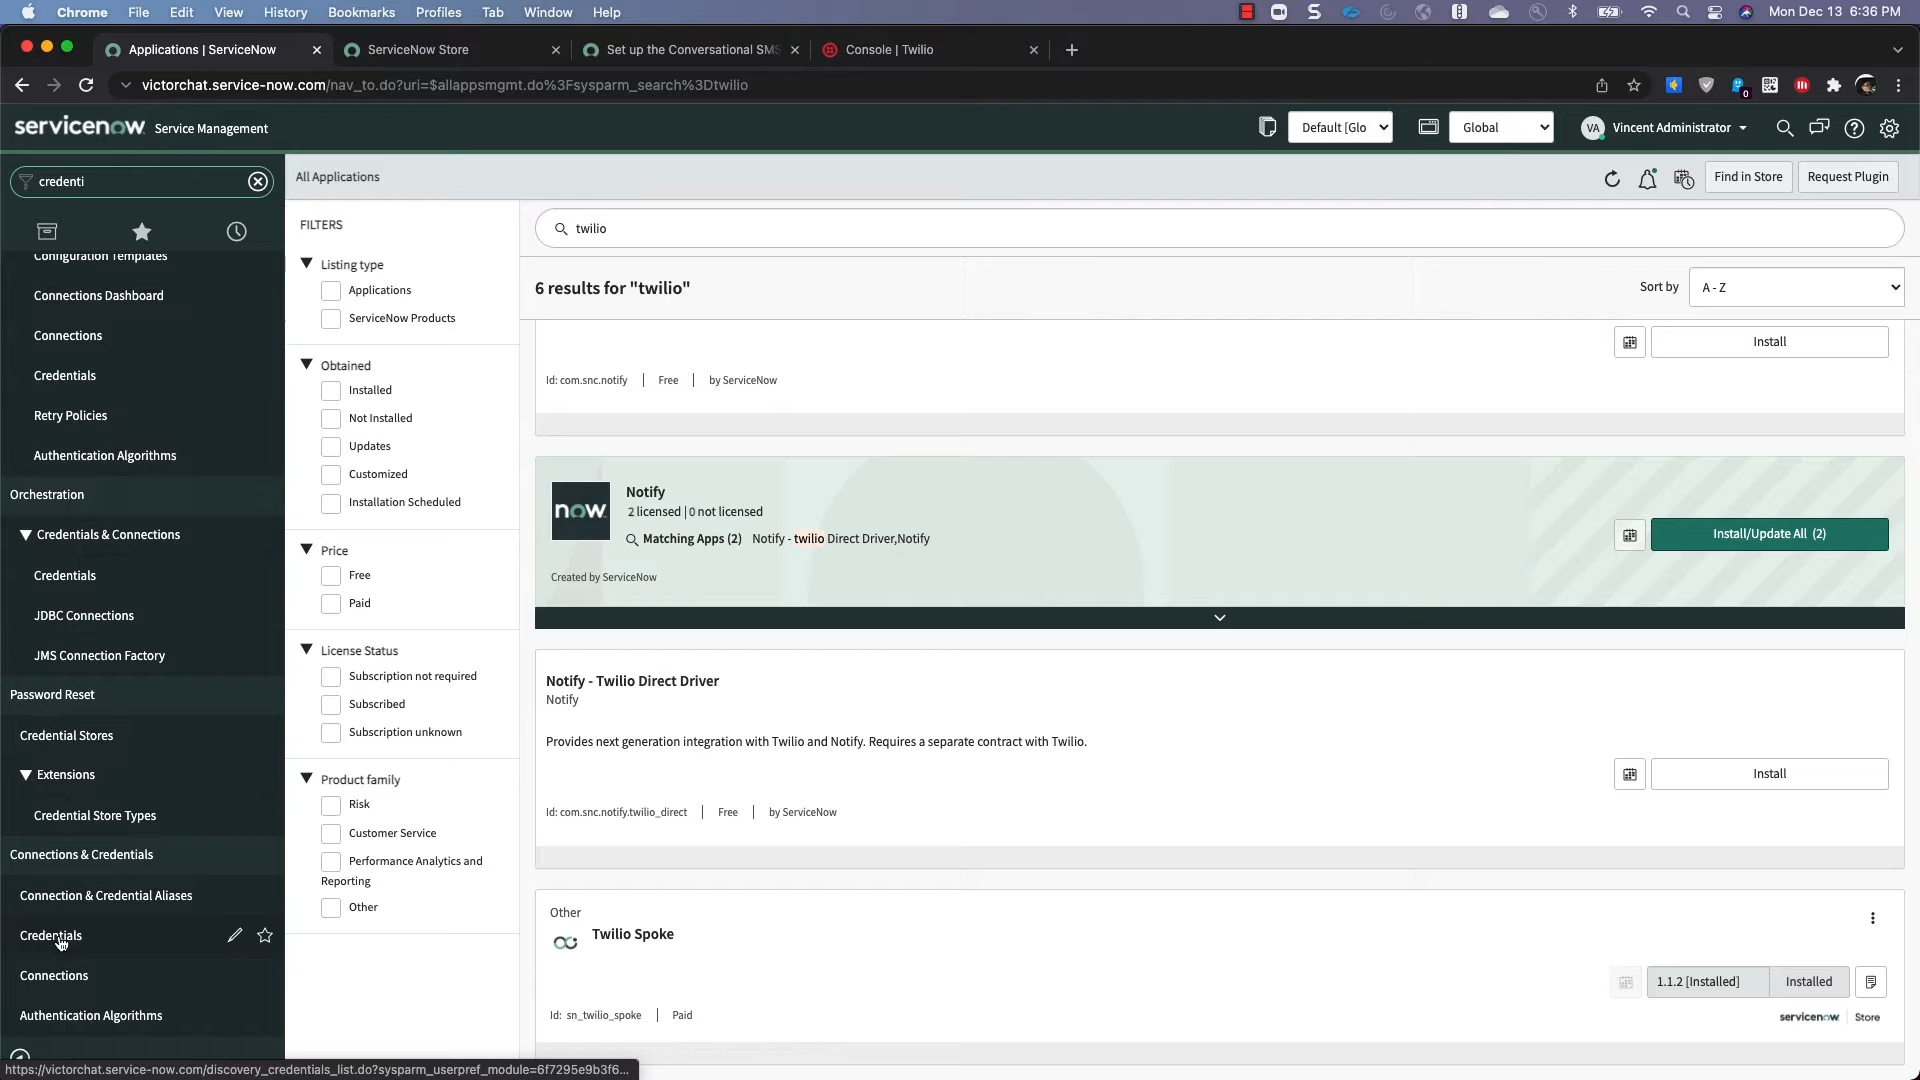 Chrome File Edit View History Bookmarks Profiles Tab Window Help Mon Dec 13 6:36 PM
Applications | ServiceNow ServiceNow Store Set up the Conversational SMS Console | Twilio
victorchat.service-now.com/nav_to.do?uri=$allappsmgmt.do%3Fsysparm_search%3Dtwilio
servicenow Service Management Default [Glo Global VA Vincent Administrator
credenti
Configuration Templates
Connections Dashboard
Connections
Credentials
Retry Policies
Authentication Algorithms
Orchestration
Credentials & Connections
Credentials
JDBC Connections
JMS Connection Factory
Password Reset
Credential Stores
Extensions
Credential Store Types
Connections & Credentials
Connection & Credential Aliases
Credentials
Connections
Authentication Algorithms
https://victorchat.service-now.com/discovery_credentials_list.do?sysparm_userpref_module=6f7295e9b3f6...
All Applications Find in Store Request Plugin
FILTERS
Listing type
Applications
ServiceNow Products
Obtained
Installed
Not Installed
Updates
Customized
Installation Scheduled
Price
Free
Paid
License Status
Subscription not required
Subscribed
Subscription unknown
Product family
Risk
Customer Service
Performance Analytics and
Reporting
Other
twilio
6 results for "twilio" Sort by A - Z
Install
Id: com.snc.notify Free by ServiceNow
now
Notify
2 licensed | 0 not licensed
Matching Apps (2) Notify - twilio Direct Driver,Notify
Install/Update All (2)
Created by ServiceNow
Notify - Twilio Direct Driver
Notify
Provides next generation integration with Twilio and Notify. Requires a separate contract with Twilio.
Install
Id: com.snc.notify.twilio_direct Free by ServiceNow
Other
Twilio Spoke
1.1.2 [Installed] Installed
Id: sn_twilio_spoke Paid
servicenow Store